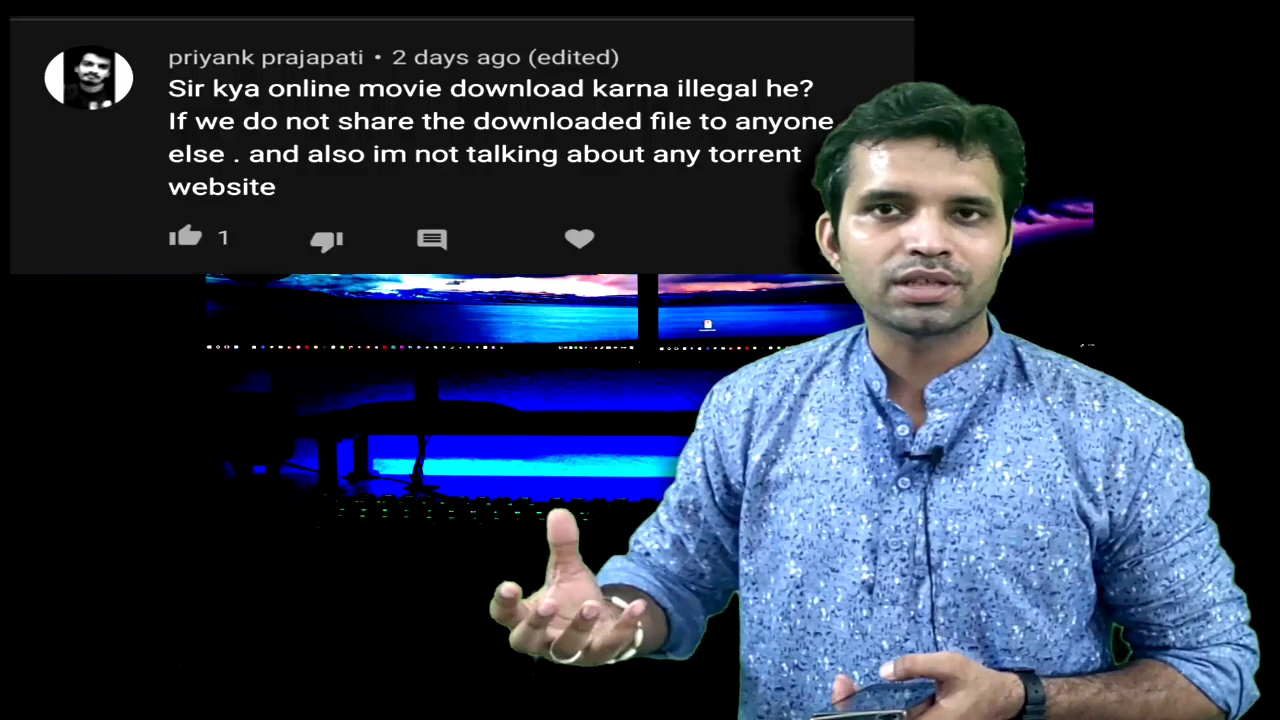 priyank prajapati • 2 days ago (edited)
Sir kya online movie download karna illegal he?
If we do not share the downloaded file to anyone
else . and also im not talking about any torrent
website
1